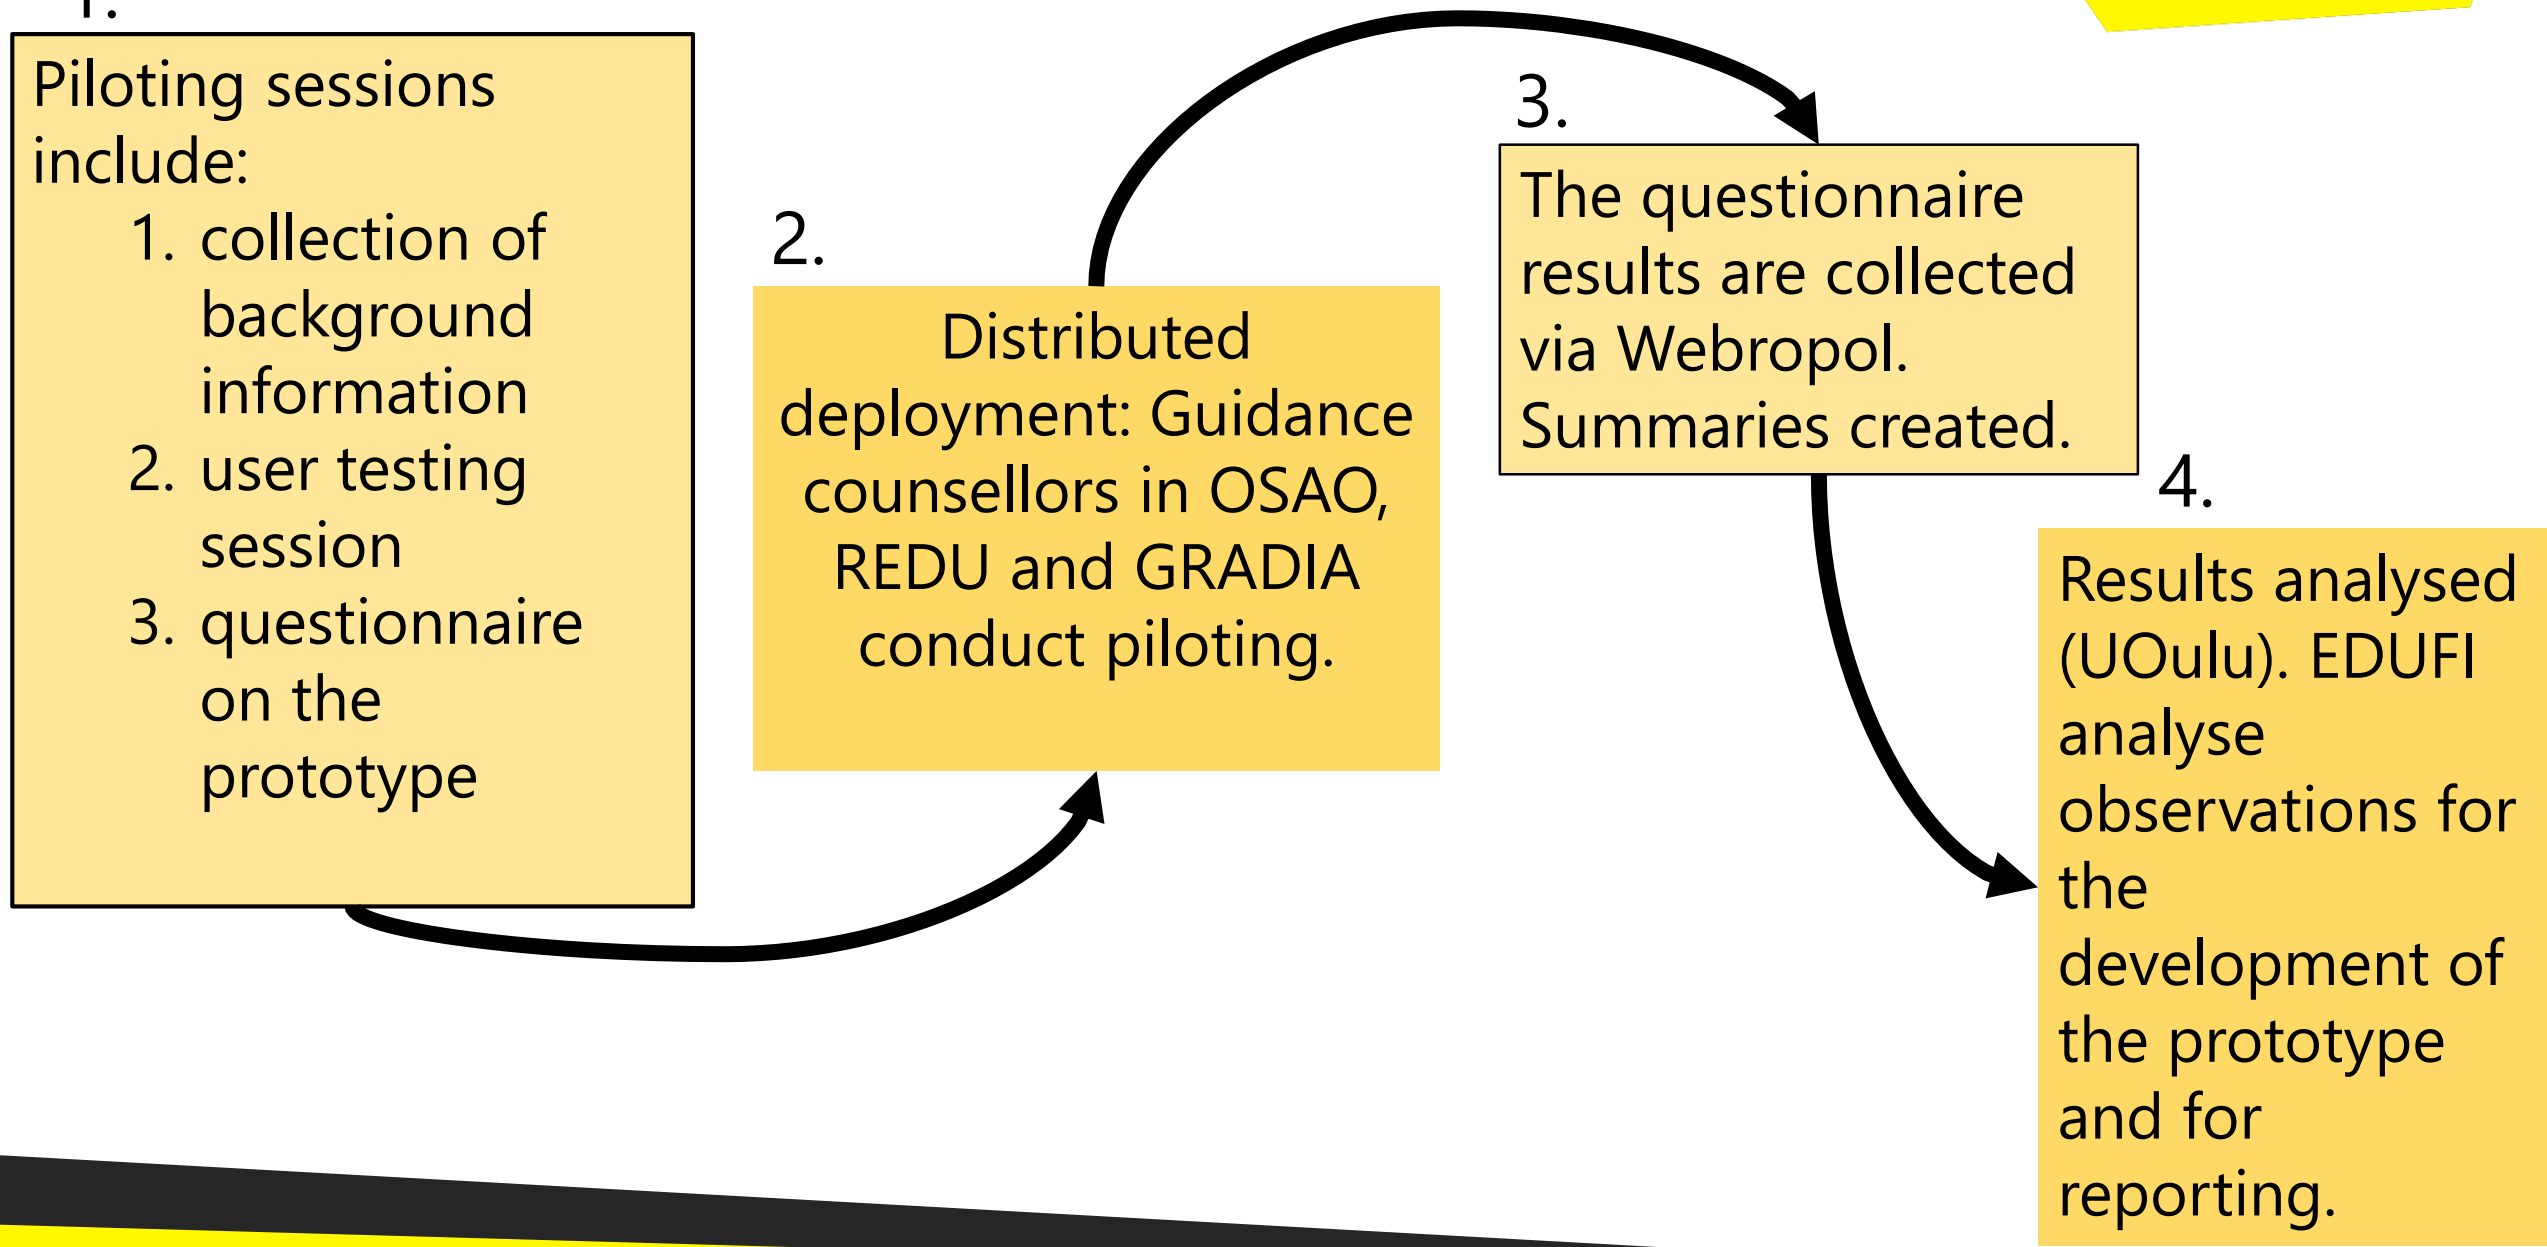 1.
Piloting sessions
include:
1. collection of
background
information
2. user testing
session
3. questionnaire
on the
prototype
2.
Distributed
deployment: Guidance
counsellors in OSAO,
REDU and GRADIA
conduct piloting.
3.
The questionnaire
results are collected
via Webropol.
Summaries created.
4.
Results analysed
(UOulu). EDUFI
analyse
observations for
the
development of
the prototype
and for
reporting.